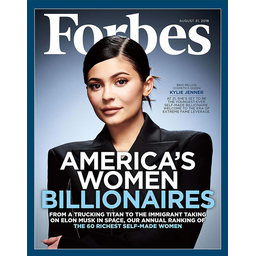 AUGUST 31, 2018
Forbes
KYLIE JENNER
AT 21, SHE'S SET TO BE
THE YOUNGEST-EVER
SELF-MADE BILLIONAIRE.
WELCOME TO THE ERA OF
EXTREME FAME LEVERAGE.
AMERICA'S
WOMEN
BILLIONAIRES
FROM A TRUCKING TITAN TO THE IMMIGRANT TAKING
ON ELON MUSK IN SPACE, OUR ANNUAL RANKING OF
THE 60 RICHEST SELF-MADE WOMEN